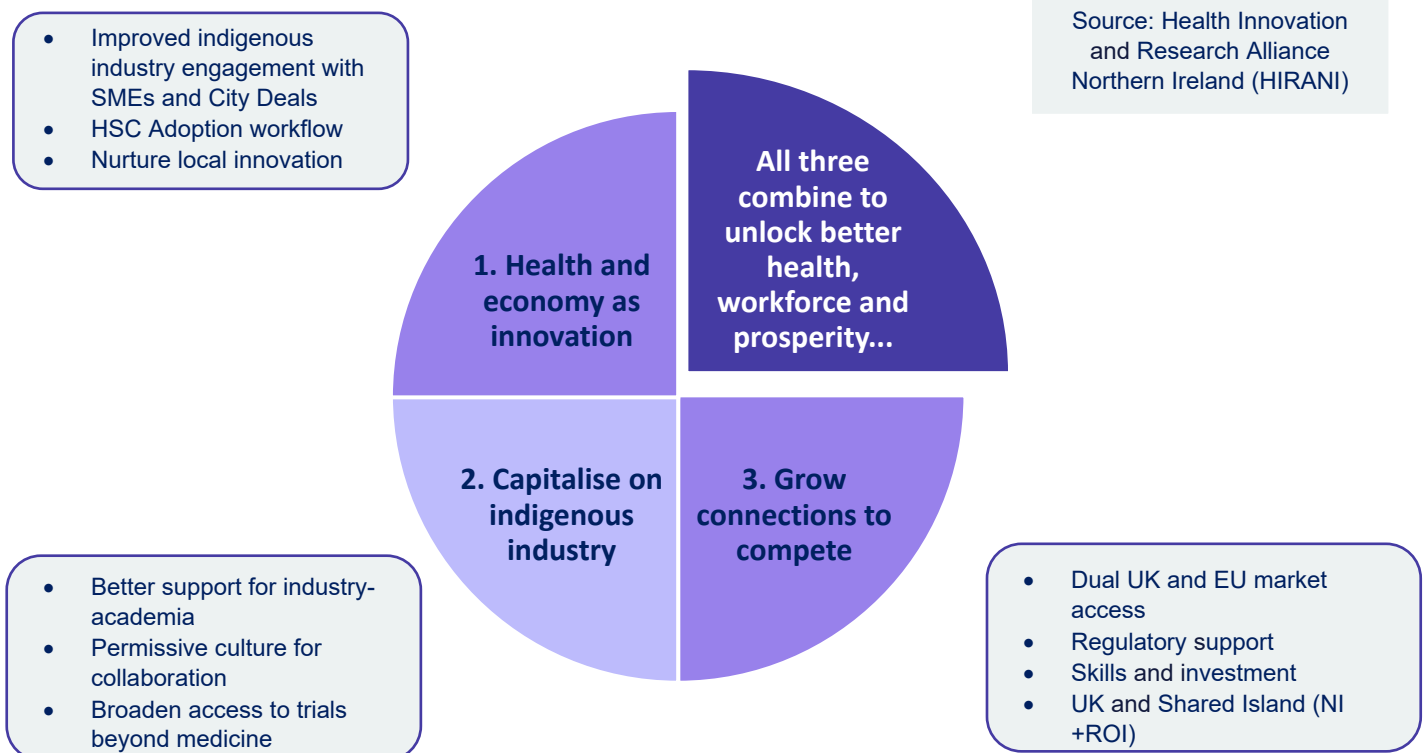 • Improved indigenous
industry engagement with
SMEs and City Deals
• HSC Adoption workflow
• Nurture local innovation
Source: Health Innovation
and Research Alliance
Northern Ireland (HIRANI)
All three
combine to
unlock better
health,
workforce and
prosperity...
1. Health and
economy as
innovation
2. Capitalise on
indigenous
industry
3. Grow
connections to
compete
• Better support for industry-
academia
• Permissive culture for
collaboration
• Broaden access to trials
beyond medicine
• Dual UK and EU market
access
• Regulatory support
• Skills and investment
• UK and Shared Island (NI
+ROI)